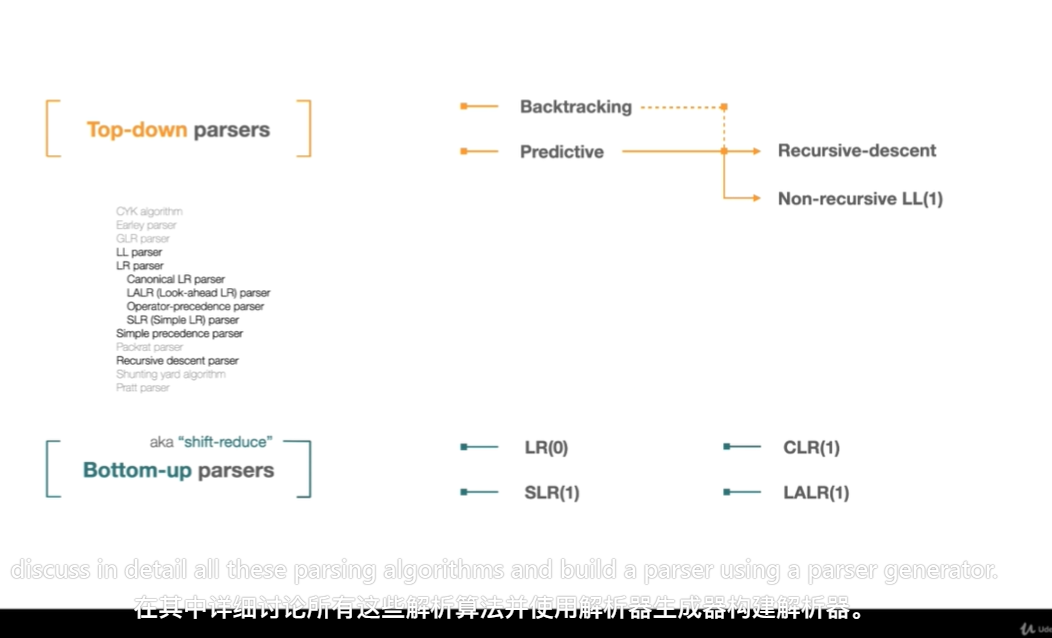 Top-down parsers
Backtracking
Predictive
Recursive-descent
Non-recursive LL(1)
CYK algorithm
Earley parser
GLR parser
LL parser
LR parser
Canonical LR parser
LALR (Look-ahead LR) parser
Operator-precedence parser
SLR (Simple LR) parser
Simple precedence parser
Packrat parser
Recursive descent parser
Shunting yard algorithm
Pratt parser
aka “shift-reduce”
Bottom-up parsers
LR(0)
CLR(1)
SLR(1)
LALR(1)
discuss in detail all these parsing algorithms and build a parser using a parser generator.
在其中详细讨论所有这些解析算法并使用解析器生成器构建解析器。